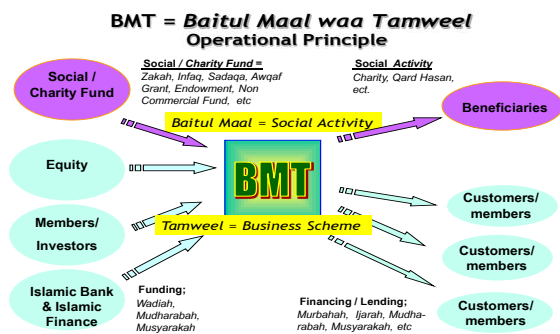 BMT = Baitul Maal waa Tamweel
Operational Principle
Social /
Charity Fund
Social / Charity Fund =
Zakah, Infaq, Sadaqa, Awqaf
Grant, Endowment, Non
Commercial Fund,  etc
Social  Activity
Charity, Qard Hasan,
ect.
Beneficiaries
Baitul Maal = Social Activity
Equity
BMT
Members/
Investors
Customers/
members
Tamweel = Business Scheme
Customers/
members
Islamic Bank
& Islamic
Finance
Funding;
Wadiah,
Mudharabah,
Musyarakah
Financing / Lending;
Murbahah,  Ijarah, Mudha-
rabah, Musyarakah, etc
Customers/
members